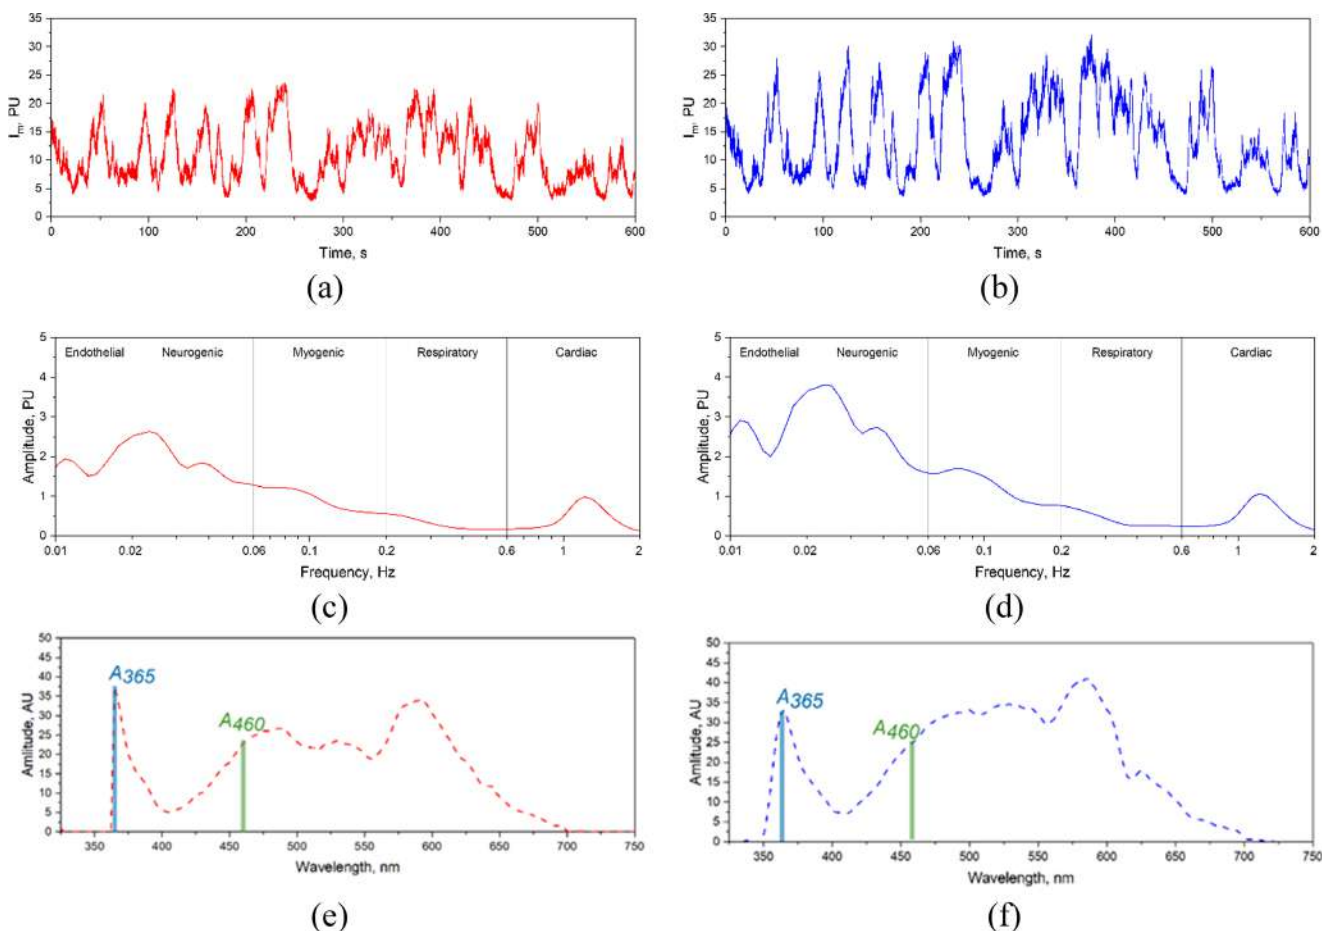 35
30
25
20
15
10
5
0
Im, PU
0 100 200 300 400 500 600
Time, s
(a)
35
30
25
20
15
10
5
0
Im, PU
0 100 200 300 400 500 600
Time, s
(b)
5
4
3
2
1
0
Amplitude, PU
Endothelial Neurogenic Myogenic Respiratory Cardiac
0.01 0.02 0.06 0.1 0.2 0.6 1 2
Frequency, Hz
(c)
5
4
3
2
1
0
Amplitude, PU
Endothelial Neurogenic Myogenic Respiratory Cardiac
0.01 0.02 0.06 0.1 0.2 0.6 1 2
Frequency, Hz
(d)
50
45
40
35
30
25
20
15
10
5
0
Amlitude, AU
A365
A460
350 400 450 500 550 600 650 700 750
Wavelength, nm
(e)
50
45
40
35
30
25
20
15
10
5
0
Amlitude, AU
A365
A460
350 400 450 500 550 600 650 700 750
Wavelength, nm
(f)